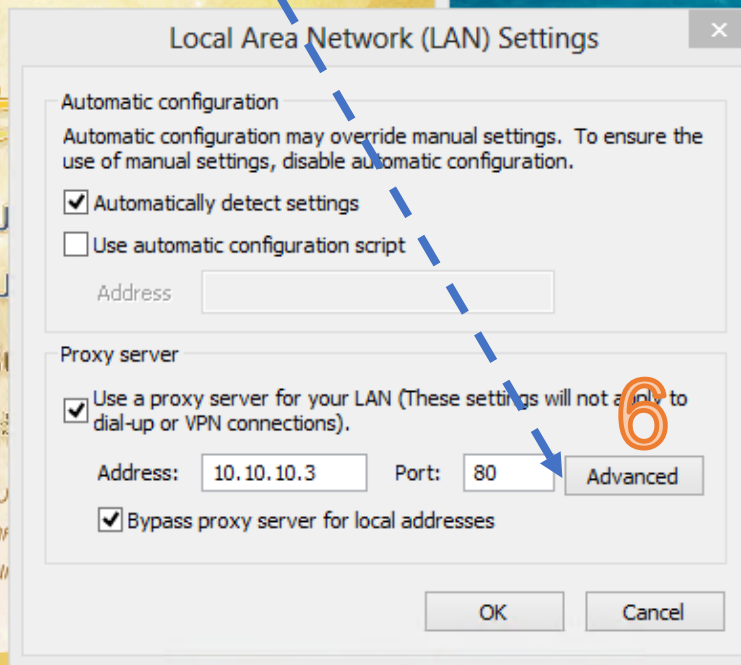 Local Area Network (LAN) Settings
Automatic configuration
Automatic configuration may override manual settings. To ensure the
use of manual settings, disable automatic configuration.
Automatically detect settings
Use automatic configuration script
Address
Proxy server
6
Use a proxy server for your LAN (These settings will not apply to
dial-up or VPN connections).
Address: 10.10.10.3 Port: 80 Advanced
Bypass proxy server for local addresses
OK Cancel